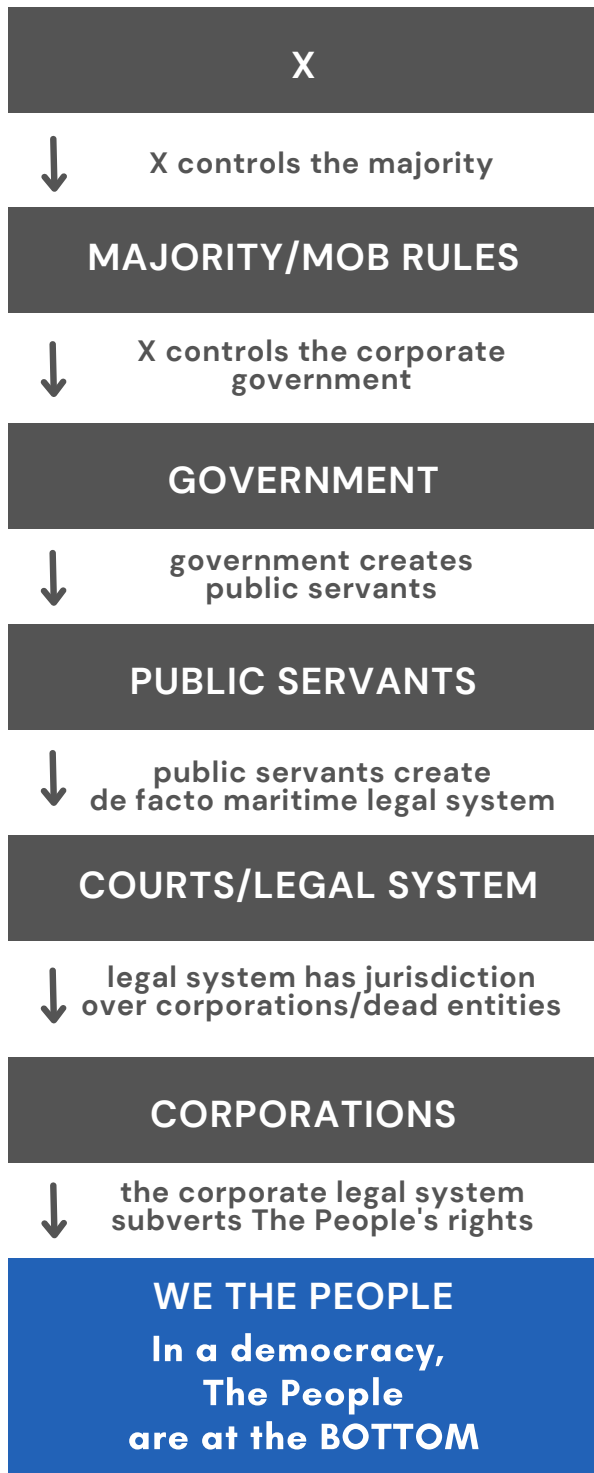 X
X controls the majority
MAJORITY/MOB RULES
X controls the corporate
government
GOVERNMENT
government creates
public servants
PUBLIC SERVANTS
public servants create
de facto maritime legal system
COURTS/LEGAL SYSTEM
legal system has jurisdiction
over corporations/dead entities
CORPORATIONS
the corporate legal system
subverts The People's rights
WE THE PEOPLE
In a democracy,
The People
are at the BOTTOM